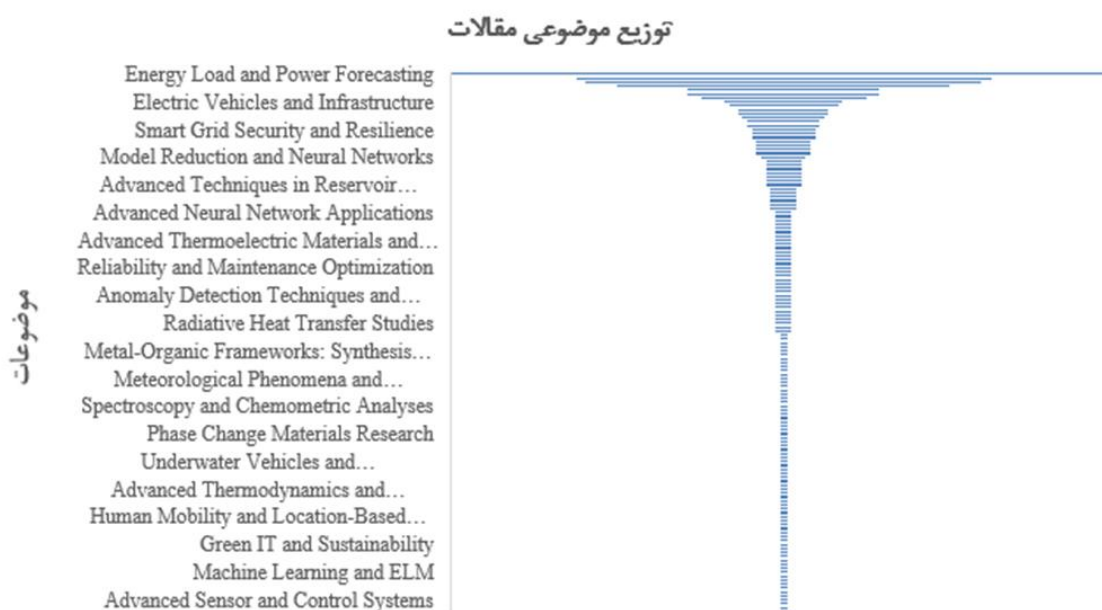 توزیع موضوعی مقالات
موضوعات
Energy Load and Power Forecasting
Electric Vehicles and Infrastructure
Smart Grid Security and Resilience
Model Reduction and Neural Networks
Advanced Techniques in Reservoir…
Advanced Neural Network Applications
Advanced Thermoelectric Materials and…
Reliability and Maintenance Optimization
Anomaly Detection Techniques and…
Radiative Heat Transfer Studies
Metal-Organic Frameworks: Synthesis…
Meteorological Phenomena and…
Spectroscopy and Chemometric Analyses
Phase Change Materials Research
Underwater Vehicles and…
Advanced Thermodynamics and…
Human Mobility and Location-Based…
Green IT and Sustainability
Machine Learning and ELM
Advanced Sensor and Control Systems